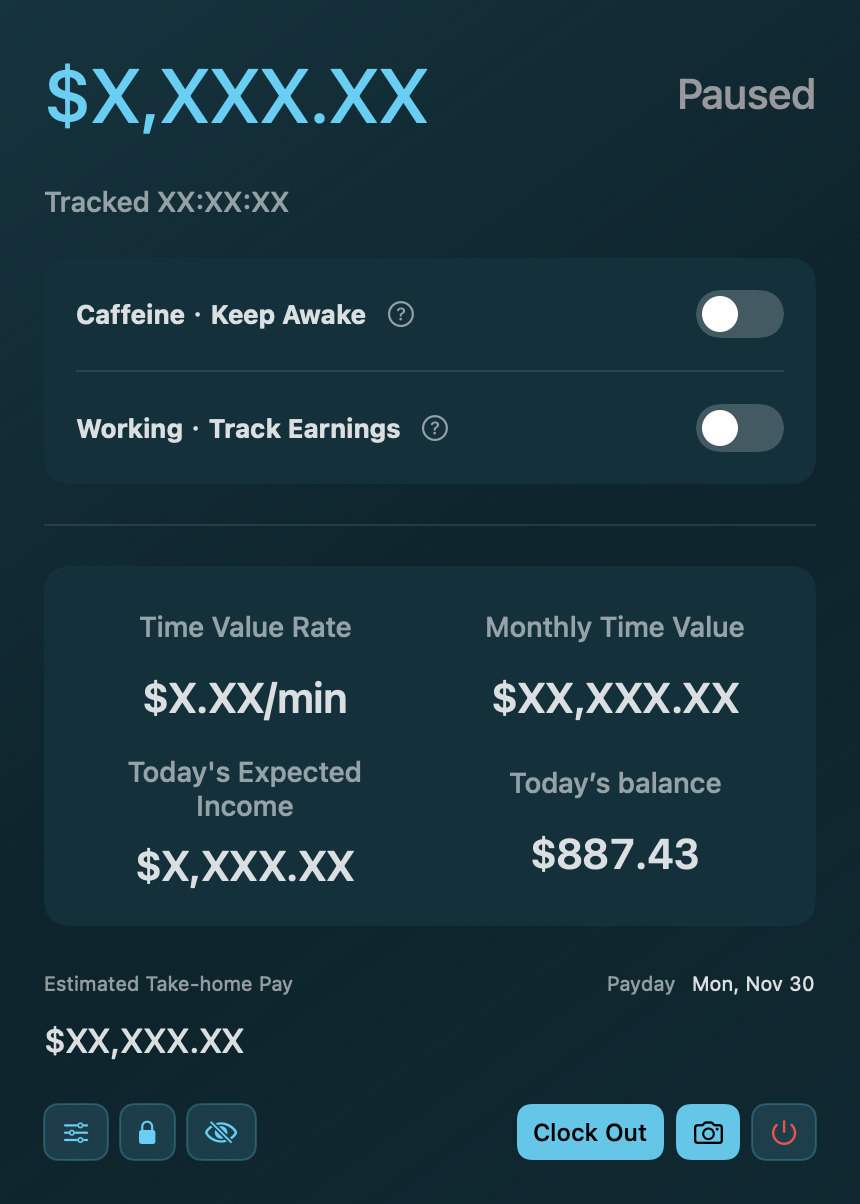 $X,XXX.XX
Paused
Tracked XX:XX:XX
Caffeine · Keep Awake ?
Working · Track Earnings ?
Time Value Rate
$X.XX/min
Monthly Time Value
$XX,XXX.XX
Today's Expected
Income
$X,XXX.XX
Today’s balance
$887.43
Estimated Take-home Pay
$XX,XXX.XX
Payday Mon, Nov 30
Clock Out